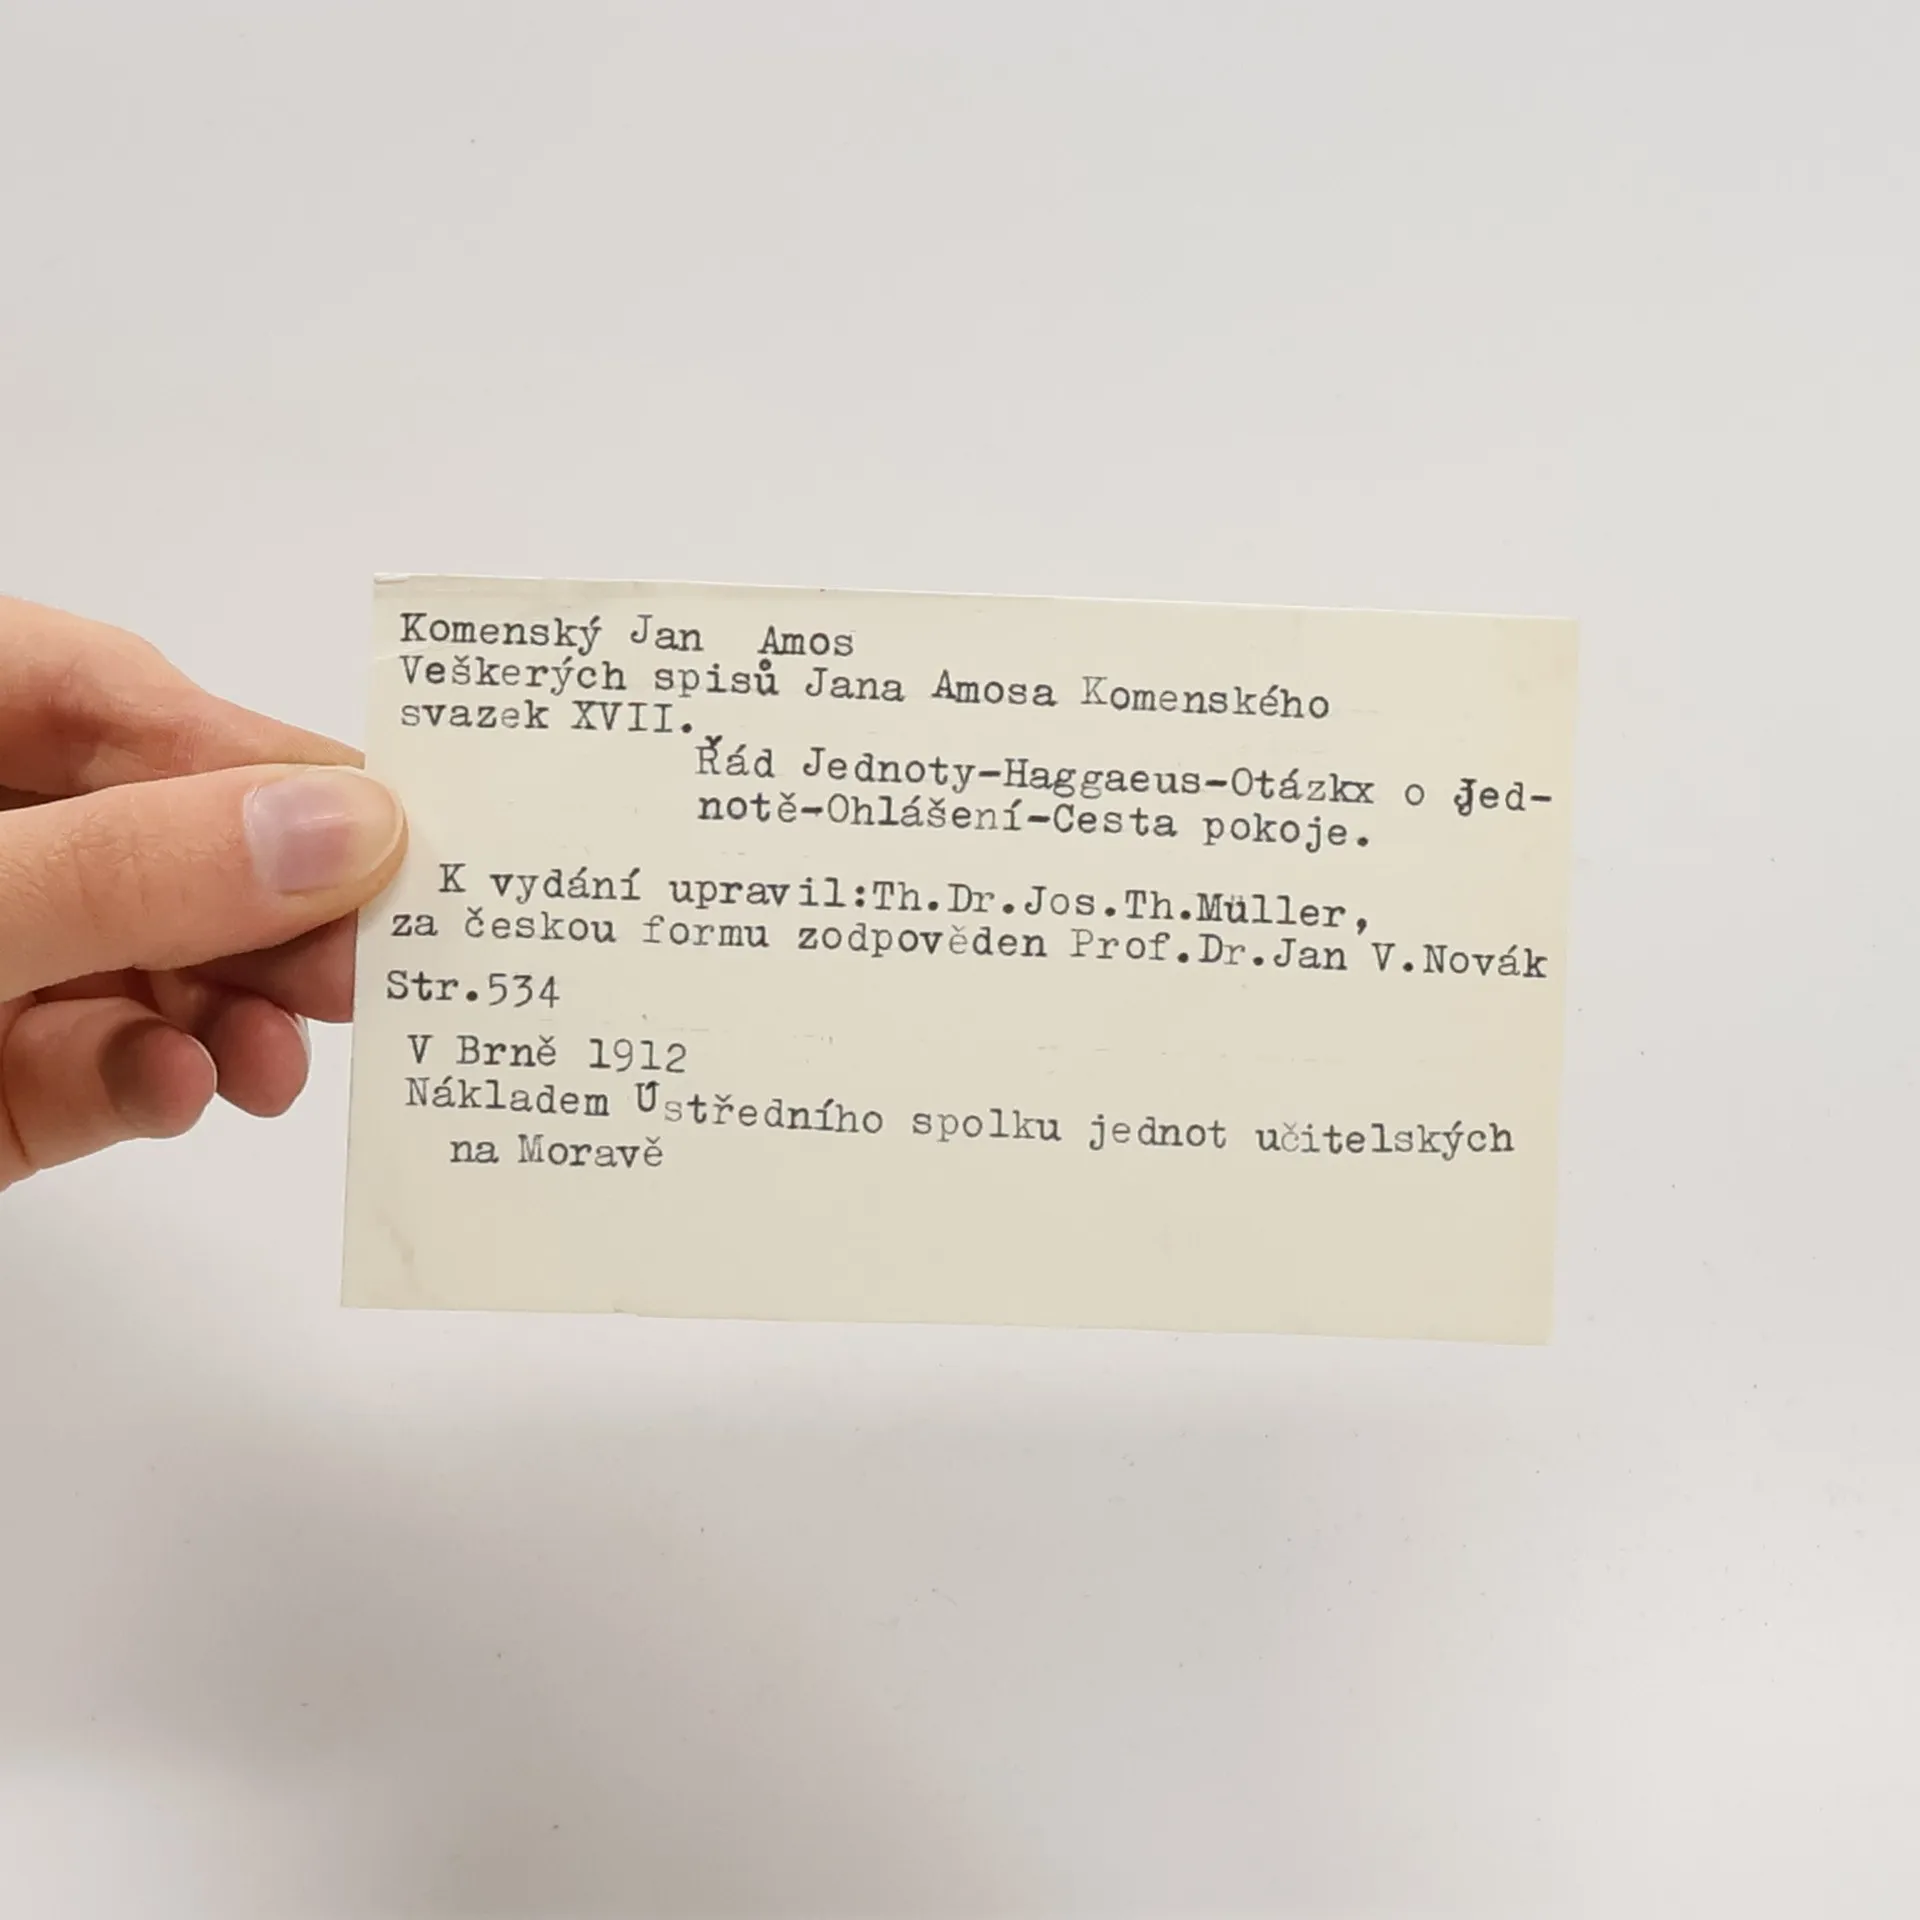 Komenský Jan Amos
Veškerých spisů Jana Amosa Komenského
svazek XVII.
Řád Jednoty-Haggaeus-Otázkx o Jed-
notě-Ohlášení-Cesta pokoje.
K vydání upravil:Th.Dr.Jos.Th.Müller,
za českou formu zodpověden Prof.Dr.Jan V.Novák
Str.534
V Brně 1912
Nákladem Ústředního spolku jednot učitelských
na Moravě